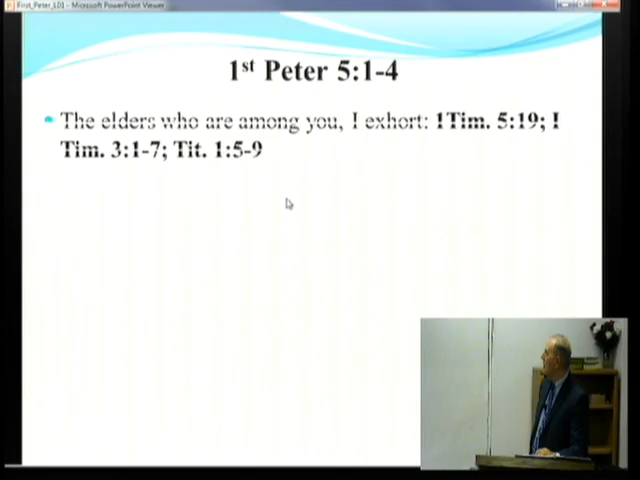 First_Peter_L01 - Microsoft PowerPoint Viewer
1st Peter 5:1-4
The elders who are among you, I exhort: 1Tim. 5:19; I
Tim. 3:1-7; Tit. 1:5-9